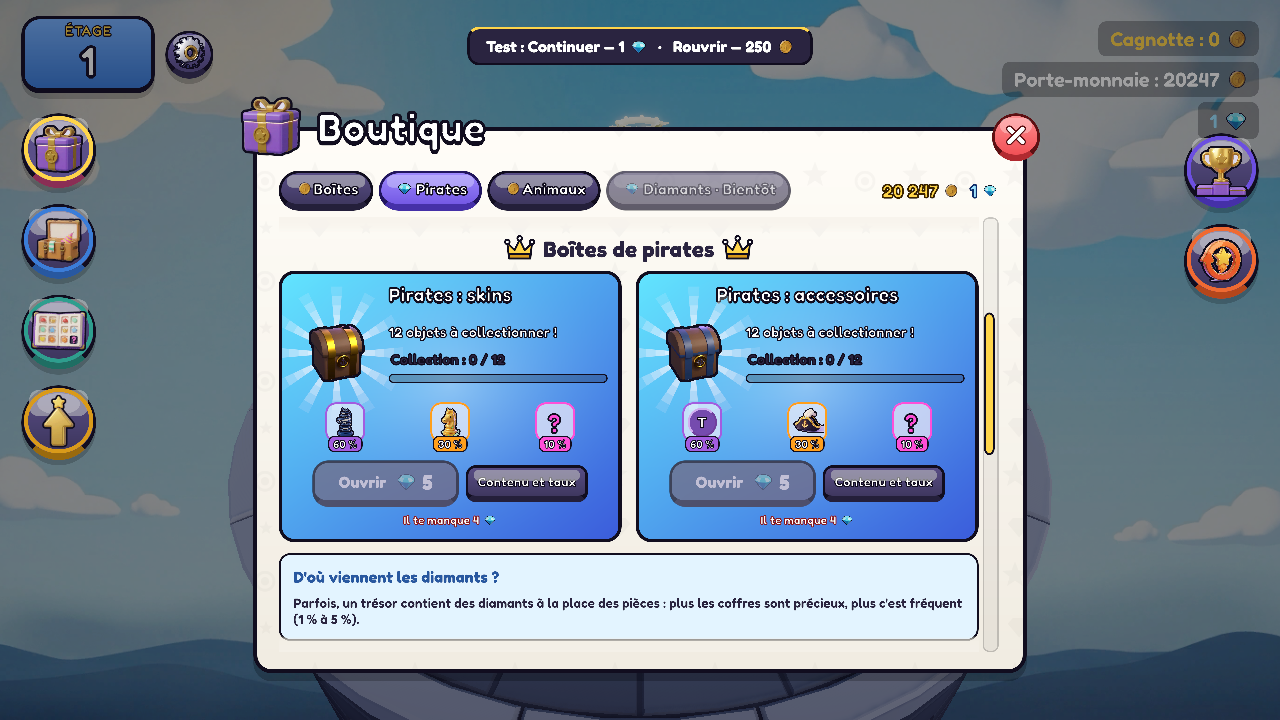 ÉTAGE
1
Test : Continuer – 1 · Rouvrir – 250
Cagnotte : 0
Porte-monnaie : 20247
1
Boutique
Boîtes
Pirates
Animaux
Diamants · Bientôt
20 247 1
Boîtes de pirates
Pirates : skins
12 objets à collectionner !
Collection : 0 / 12
60 %
30 %
?
10 %
Ouvrir 5
Contenu et taux
Il te manque 4
Pirates : accessoires
12 objets à collectionner !
Collection : 0 / 12
T
60 %
30 %
?
10 %
Ouvrir 5
Contenu et taux
Il te manque 4
D'où viennent les diamants ?
Parfois, un trésor contient des diamants à la place des pièces : plus les coffres sont précieux, plus c'est fréquent
(1 % à 5 %).